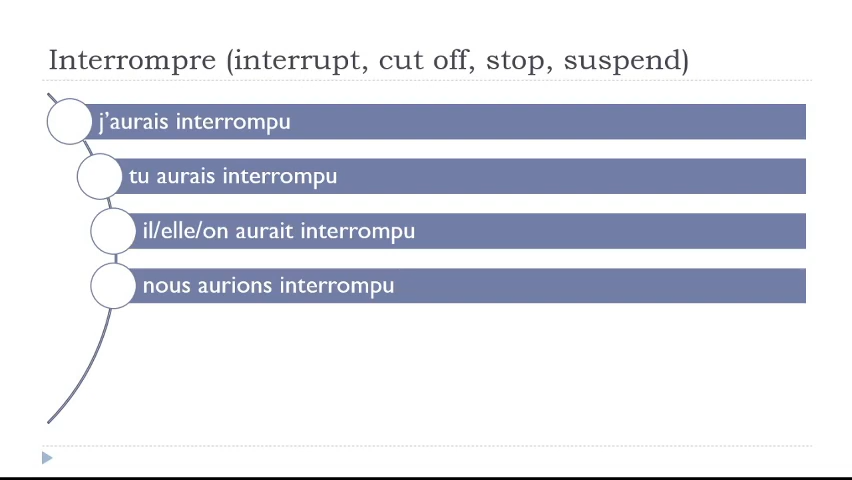 Interrompre (interrupt, cut off, stop, suspend)
j’aurais interrompu
tu aurais interrompu
il/elle/on aurait interrompu
nous aurions interrompu